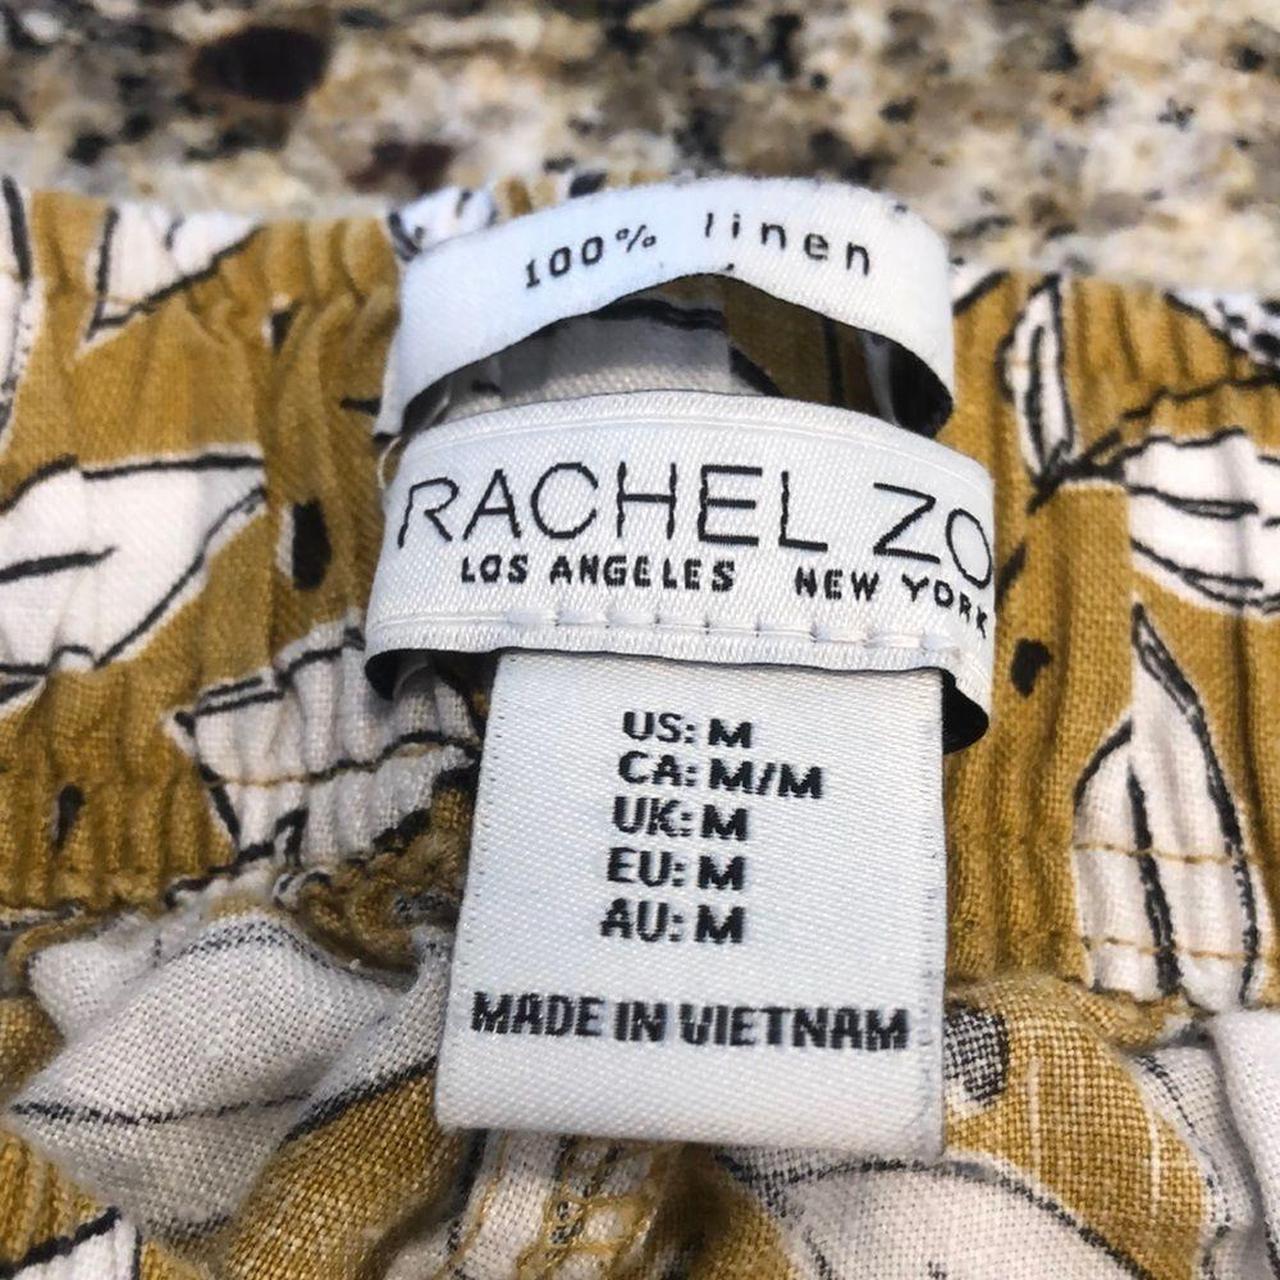 100% linen
RACHEL ZO
LOS ANGELES NEW YORK
US: M
CA: M/M
UK: M
EU: M
AU: M
MADE IN VIETNAM